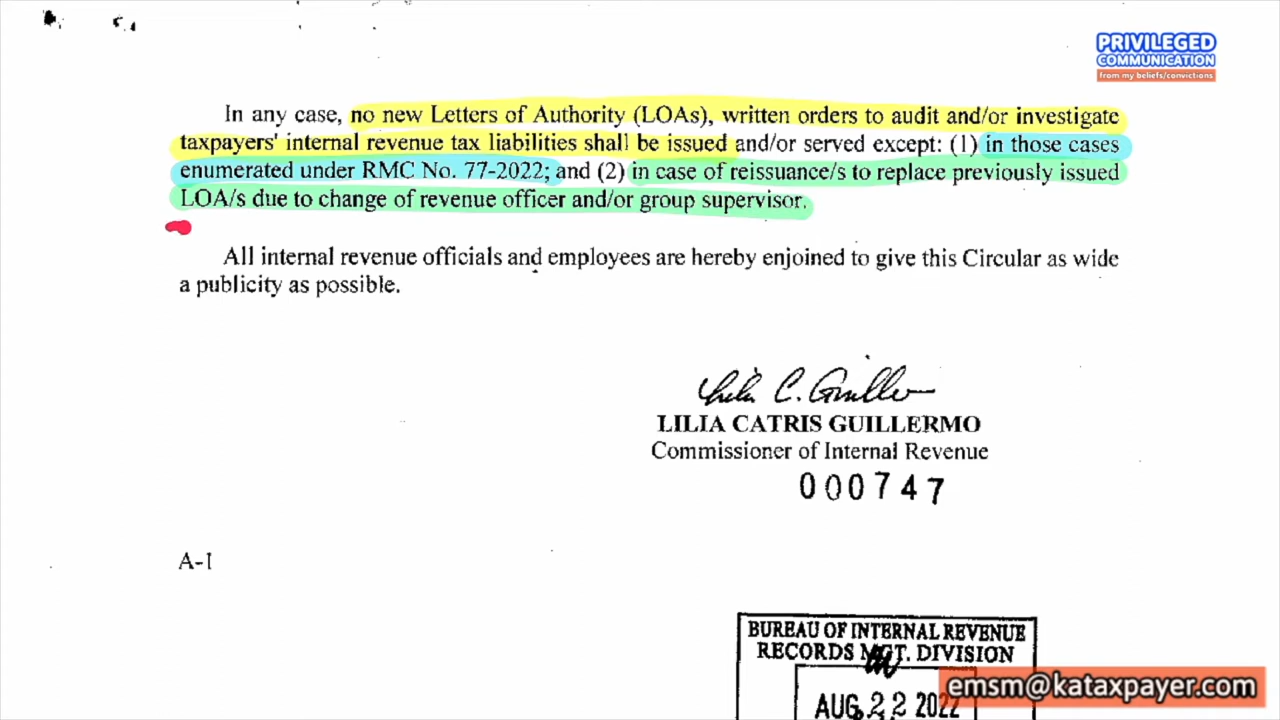 PRIVILEGED
COMMUNICATION
from my beliefs/convictions
In any case, no new Letters of Authority (LOAs), written orders to audit and/or investigate
taxpayers' internal revenue tax liabilities shall be issued and/or served except: (1) in those cases
enumerated under RMC No. 77-2022; and (2) in case of reissuance/s to replace previously issued
LOA/s due to change of revenue officer and/or group supervisor.
All internal revenue officials and employees are hereby enjoined to give this Circular as wide
a publicity as possible.
Lilia C. Guillermo
LILIA CATRIS GUILLERMO
Commissioner of Internal Revenue
000747
A-1
BUREAU OF INTERNAL REVENUE
RECORDS MGT. DIVISION
AUG 22 2022
emsm@kataxpayer.com